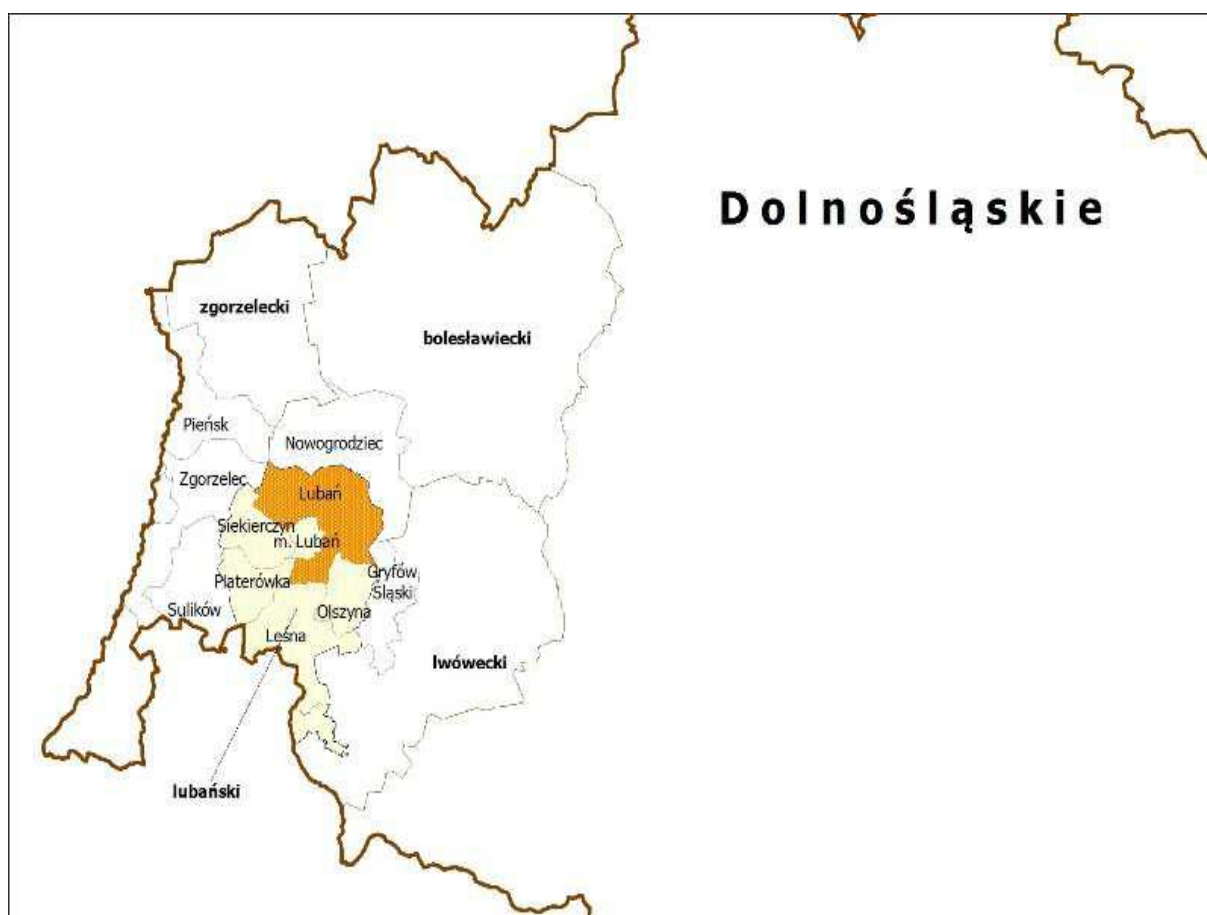 Dolnośląskie
zgorzelecki
bolesławiecki
Pieńsk
Nowogrodziec
Zgorzelec
Lubań
Siekierczyn
m. Lubań
Platerówka
Gryfów
Śląski
Sulików
Olszyna
Leśna
lwówecki
lubański